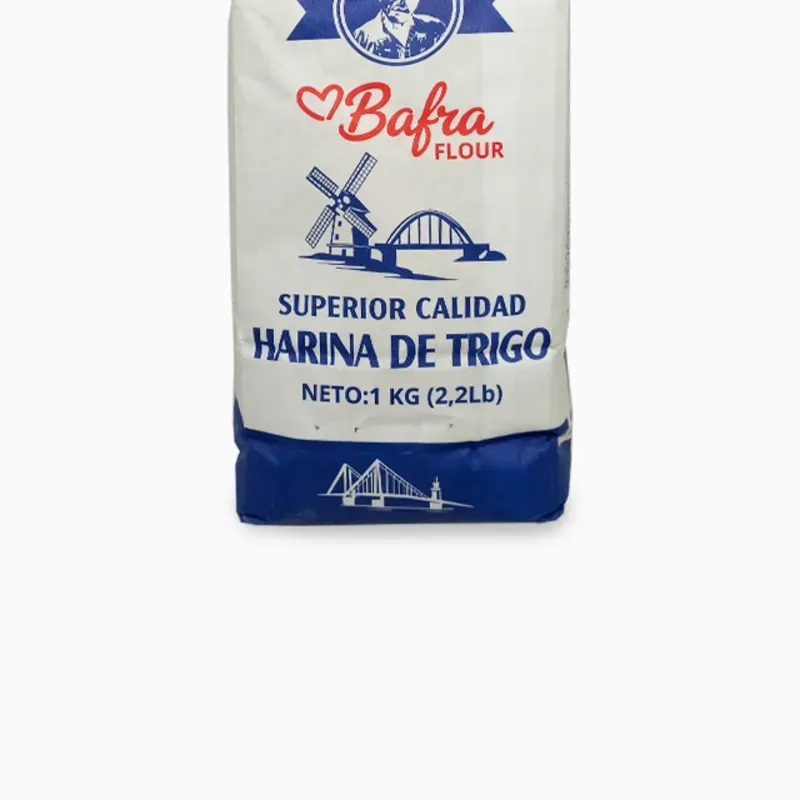 Bafra
FLOUR
SUPERIOR CALIDAD
HARINA DE TRIGO
NETO:1 KG (2,2Lb)